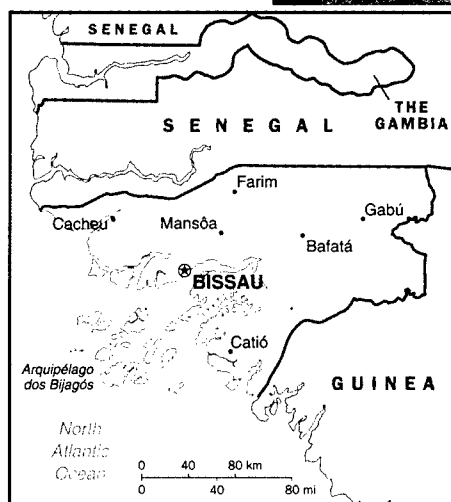 SENEGAL
THE
GAMBIA
SENEGAL
Farim
Cacheu
Mansôa
Gabú
Bafatá
BISSAU
Catió
Arquipélago
dos Bijagós
GUINEA
North
Atlantic
Ocean
0 40 80 km
0 40 80 mi